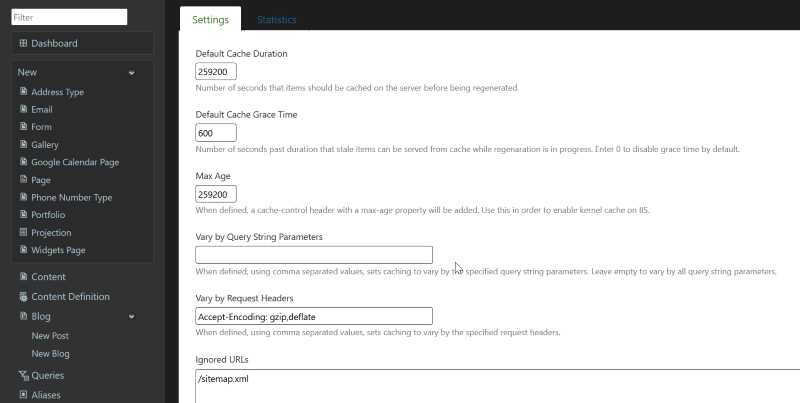 Filter
Dashboard
New
Address Type
Email
Form
Gallery
Google Calendar Page
Page
Phone Number Type
Portfolio
Projection
Widgets Page
Content
Content Definition
Blog
New Post
New Blog
Queries
Aliases
Settings
Statistics
Default Cache Duration
259200
Number of seconds that items should be cached on the server before being regenerated.
Default Cache Grace Time
600
Number of seconds past duration that stale items can be served from cache while regenaration is in progress. Enter 0 to disable grace time by default.
Max Age
259200
When defined, a cache-control header with a max-age property will be added. Use this in order to enable kernel cache on IIS.
Vary by Query String Parameters
When defined, using comma separated values, sets caching to vary by the specified query string parameters. Leave empty to vary by all query string parameters.
Vary by Request Headers
Accept-Encoding: gzip,deflate
When defined, using comma separated values, sets caching to vary by the specified request headers.
Ignored URLs
/sitemap.xml